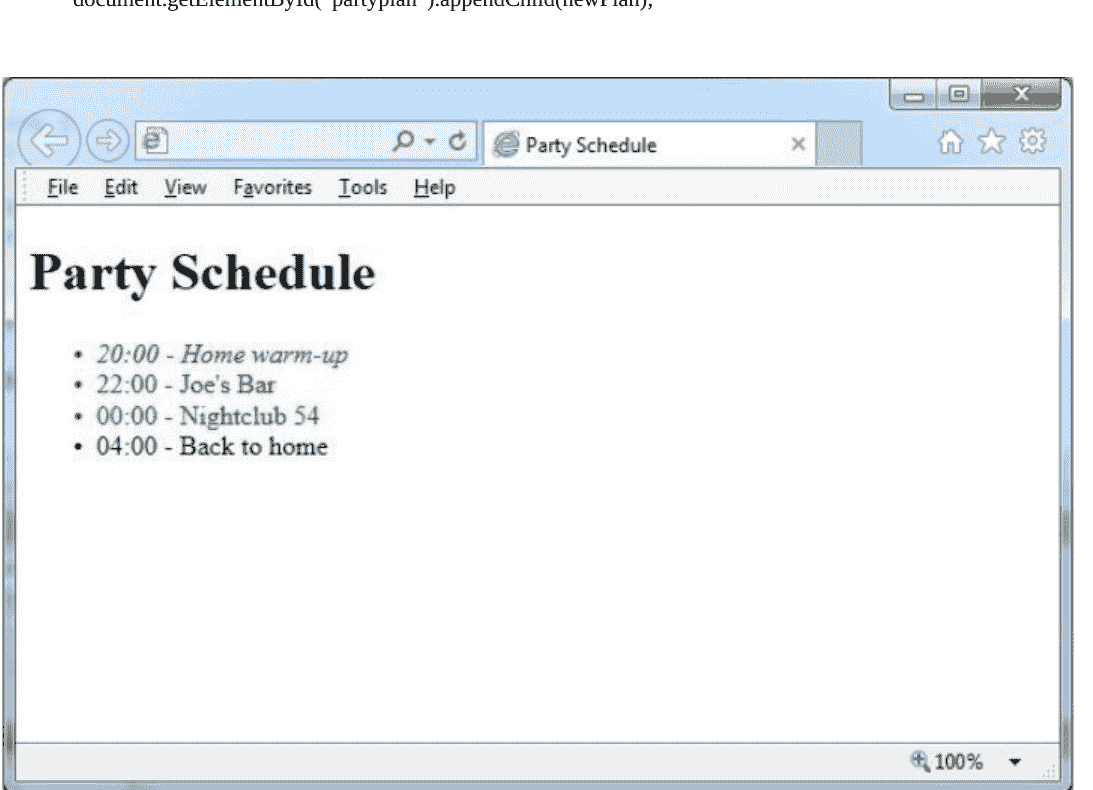 document.getElementById("partyplan").appendChild(newPlan);
Party Schedule
File Edit View Favorites Tools Help
Party Schedule
• 20:00 - Home warm-up
• 22:00 - Joe's Bar
• 00:00 - Nightclub 54
• 04:00 - Back to home
100%